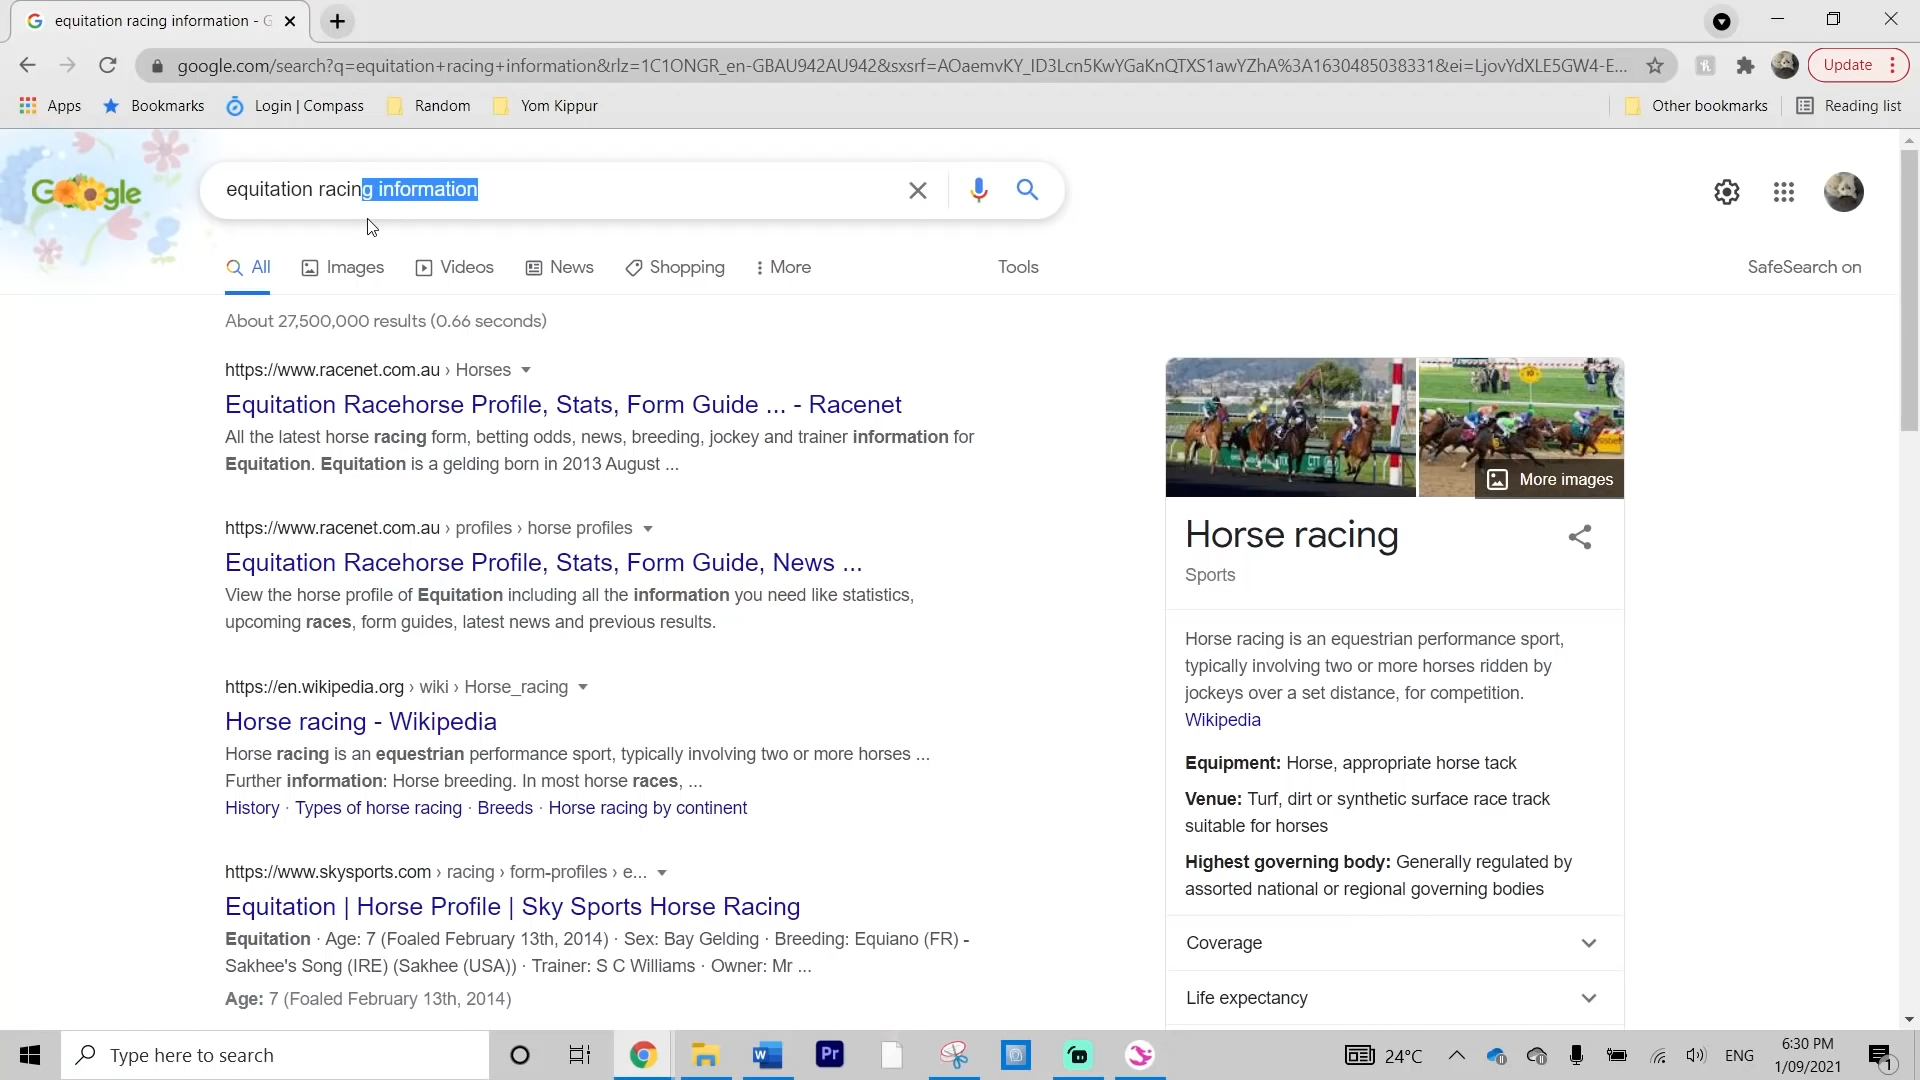 equitation racing information - G
google.com/search?q=equitation+racing+information&rlz=1C1ONGR_en-GBAU942AU942&sxsrf=AOaemvKY_ID3Lcn5KwYGaKnQTXS1awYZhA%3A1630485038331&ei=LjovYdXLE5GW4-E...
Update
Apps Bookmarks Login | Compass Random Yom Kippur Other bookmarks Reading list
Google
equitation racing information
All Images Videos News Shopping More Tools SafeSearch on
About 27,500,000 results (0.66 seconds)
https://www.racenet.com.au › Horses
Equitation Racehorse Profile, Stats, Form Guide ... - Racenet
All the latest horse racing form, betting odds, news, breeding, jockey and trainer information for
Equitation. Equitation is a gelding born in 2013 August ...
https://www.racenet.com.au › profiles › horse profiles
Equitation Racehorse Profile, Stats, Form Guide, News ...
View the horse profile of Equitation including all the information you need like statistics,
upcoming races, form guides, latest news and previous results.
https://en.wikipedia.org › wiki › Horse_racing
Horse racing - Wikipedia
Horse racing is an equestrian performance sport, typically involving two or more horses ...
Further information: Horse breeding. In most horse races, ...
History · Types of horse racing · Breeds · Horse racing by continent
https://www.skysports.com › racing › form-profiles › e...
Equitation | Horse Profile | Sky Sports Horse Racing
Equitation · Age: 7 (Foaled February 13th, 2014) · Sex: Bay Gelding · Breeding: Equiano (FR) -
Sakhee's Song (IRE) (Sakhee (USA)) · Trainer: S C Williams · Owner: Mr ...
Age: 7 (Foaled February 13th, 2014)
More images
Horse racing
Sports
Horse racing is an equestrian performance sport,
typically involving two or more horses ridden by
jockeys over a set distance, for competition.
Wikipedia
Equipment: Horse, appropriate horse tack
Venue: Turf, dirt or synthetic surface race track
suitable for horses
Highest governing body: Generally regulated by
assorted national or regional governing bodies
Coverage
Life expectancy
Type here to search
W
Pr
24°C
ENG
6:30 PM
1/09/2021
1